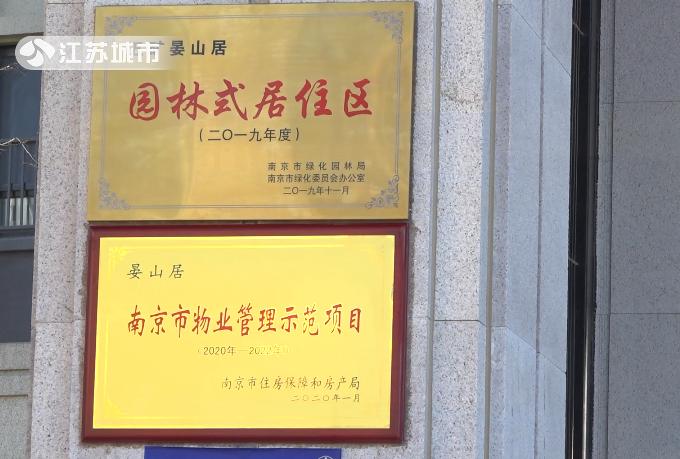 江苏城市
晏山居
园林式居住区
（二〇一九年度）
南京市绿化园林局
南京市绿化委员会办公室
二〇一九年十一月
晏山居
南京市物业管理示范项目
（2020年—2022年）
南京市住房保障和房产局
二〇二〇年一月